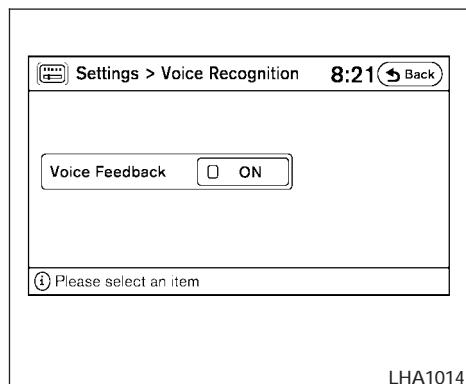 Settings > Voice Recognition 8:21 Back
Voice Feedback ON
i Please select an item
LHA1014